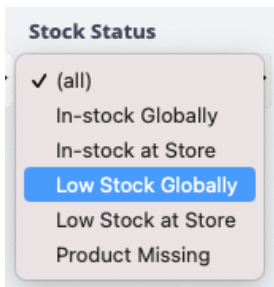 Stock Status
✓ (all)
In-stock Globally
In-stock at Store
Low Stock Globally
Low Stock at Store
Product Missing